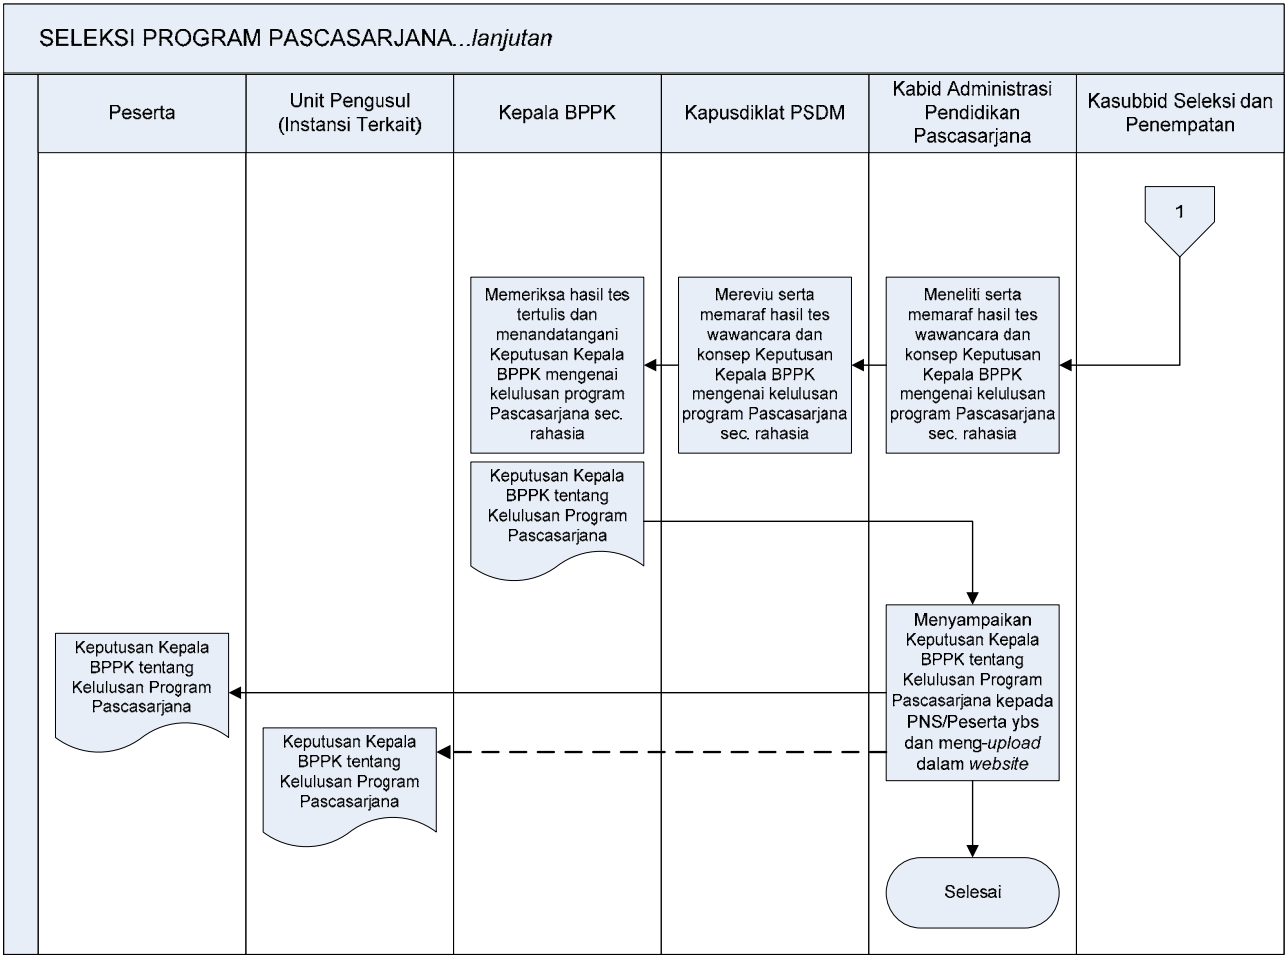 SELEKSI PROGRAM PASCASARJANA...lanjutan
Peserta
Unit Pengusul
(Instansi Terkait)
Kepala BPPK
Kapusdiklat PSDM
Kabid Administrasi
Pendidikan
Pascasarjana
Kasubbid Seleksi dan
Penempatan
1
Memeriksa hasil tes
tertulis dan
menandatangani
Keputusan Kepala
BPPK mengenai
kelulusan program
Pascasarjana sec.
rahasia
Mereviu serta
memaraf hasil tes
wawancara dan
konsep Keputusan
Kepala BPPK
mengenai kelulusan
program Pascasarjana
sec. rahasia
Meneliti serta
memaraf hasil tes
wawancara dan
konsep Keputusan
Kepala BPPK
mengenai kelulusan
program Pascasarjana
sec. rahasia
Keputusan Kepala
BPPK tentang
Kelulusan Program
Pascasarjana
Menyampaikan
Keputusan Kepala
BPPK tentang
Kelulusan Program
Pascasarjana kepada
PNS/Peserta ybs
dan meng-upload
dalam website
Keputusan Kepala
BPPK tentang
Kelulusan Program
Pascasarjana
Keputusan Kepala
BPPK tentang
Kelulusan Program
Pascasarjana
Selesai